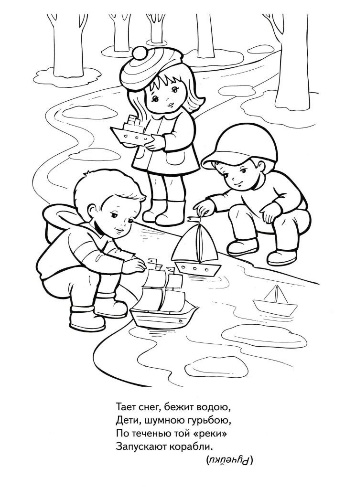 Тает снег, бежит водою,
Дети, шумною гурьбою,
По теченью той «реки»
Запускают корабли.
(Ручейки)